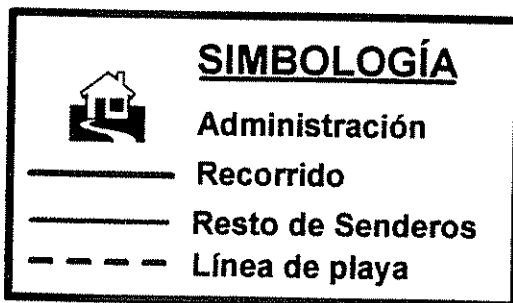 SIMBOLOGÍA
Administración
Recorrido
Resto de Senderos
Línea de playa